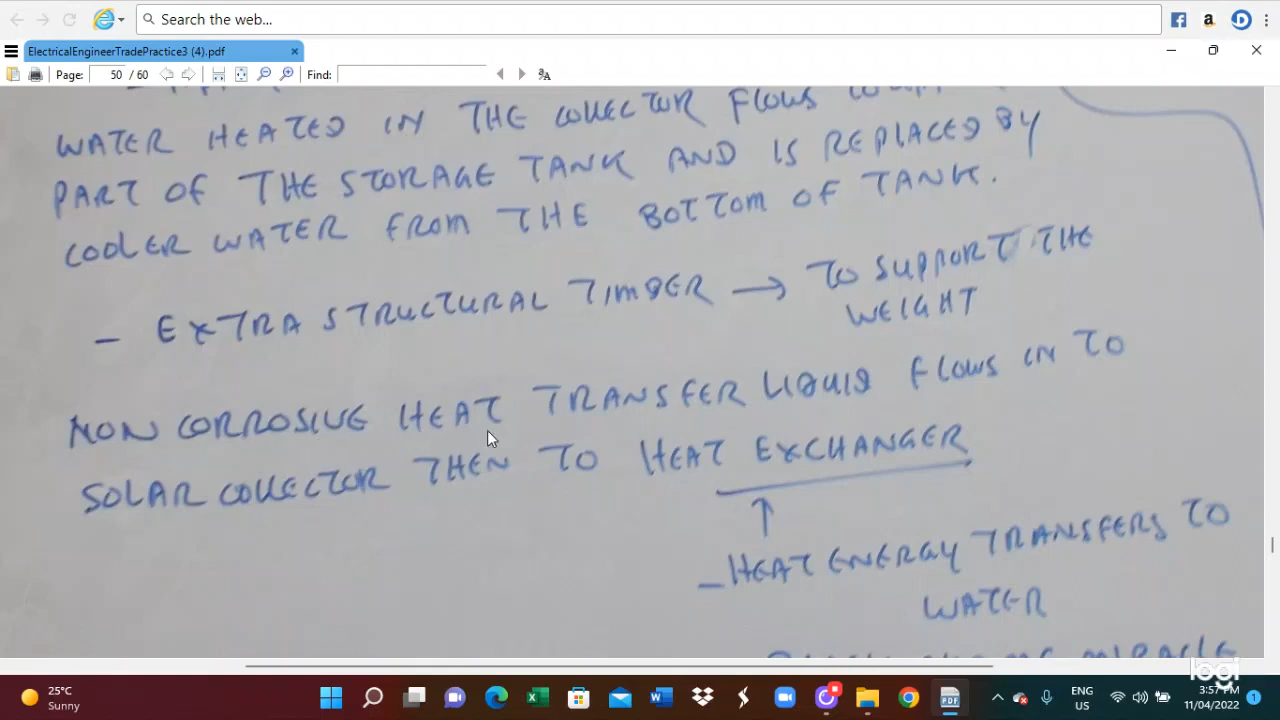 Search the web...
ElectricalEngineerTradePractice3 (4).pdf
Page: 50 / 60 Find:
WATER HEATED IN THE COLLECTOR FLOWS
PART OF THE STORAGE TANK AND IS REPLACED BY
COOLER WATER FROM THE BOTTOM OF TANK.
- EXTRA STRUCTURAL TIMBER → TO SUPPORT THE
WEIGHT
NON CORROSIVE HEAT TRANSFER LIQUID FLOWS IN TO
SOLAR COLLECTOR THEN TO HEAT EXCHANGER
↑
- HEAT ENERGY TRANSFERS TO
WATER
logi
25°C
Sunny
ENG
US
3:57 PM
11/04/2022